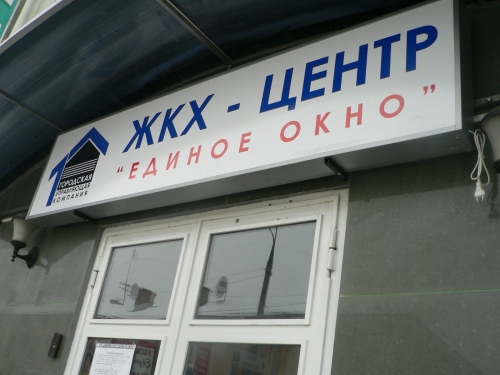 ЖКХ - ЦЕНТР
"ЕДИНОЕ ОКНО"
ГОРОДСКАЯ
УПРАВЛЯЮЩАЯ
КОМПАНИЯ